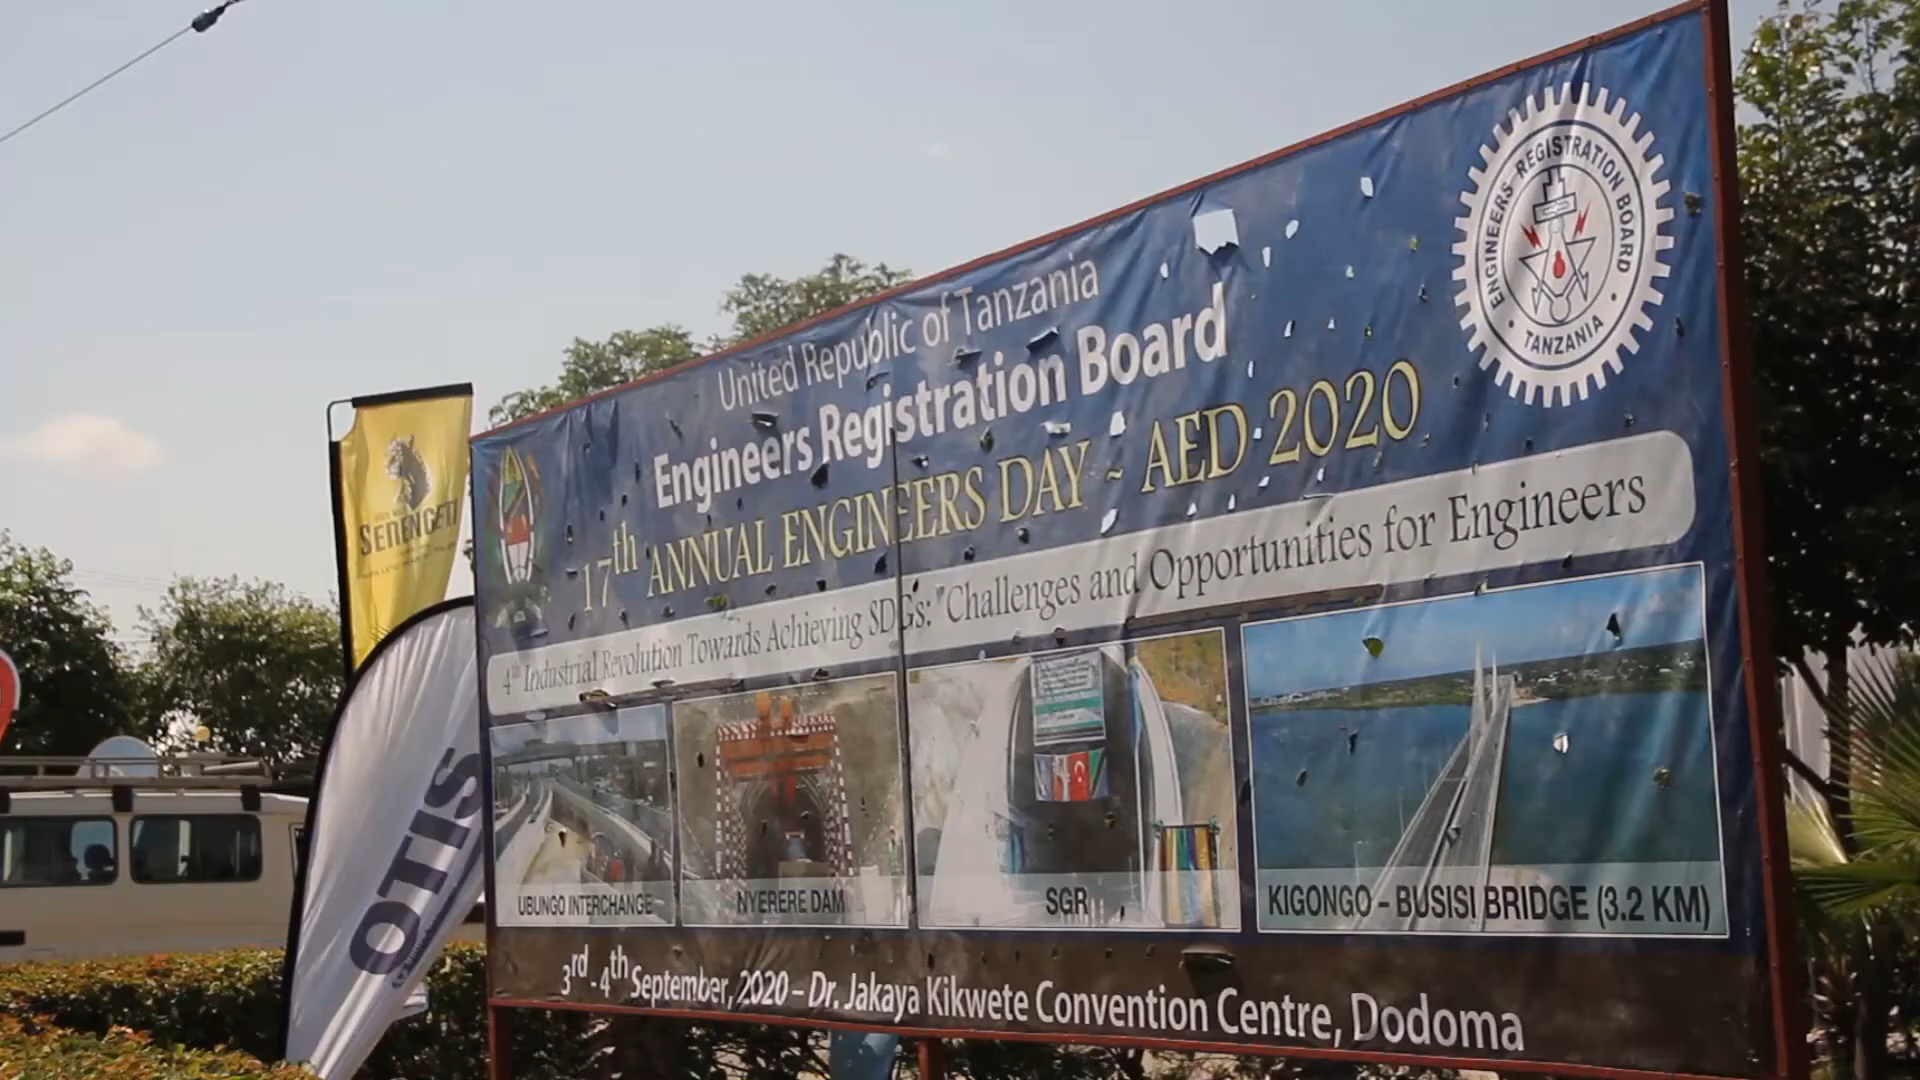 United Republic of Tanzania
Engineers Registration Board
17th ANNUAL ENGINEERS DAY - AED 2020
4th Industrial Revolution Towards Achieving SDGs: "Challenges and Opportunities for Engineers
UBUNGO INTERCHANGE
NYERERE DAM
SGR
KIGONGO – BUSISI BRIDGE (3.2 KM)
3rd - 4th September, 2020 – Dr. Jakaya Kikwete Convention Centre, Dodoma
ENGINEERS REGISTRATION BOARD
• TANZANIA •
SERENGETI
OTIS